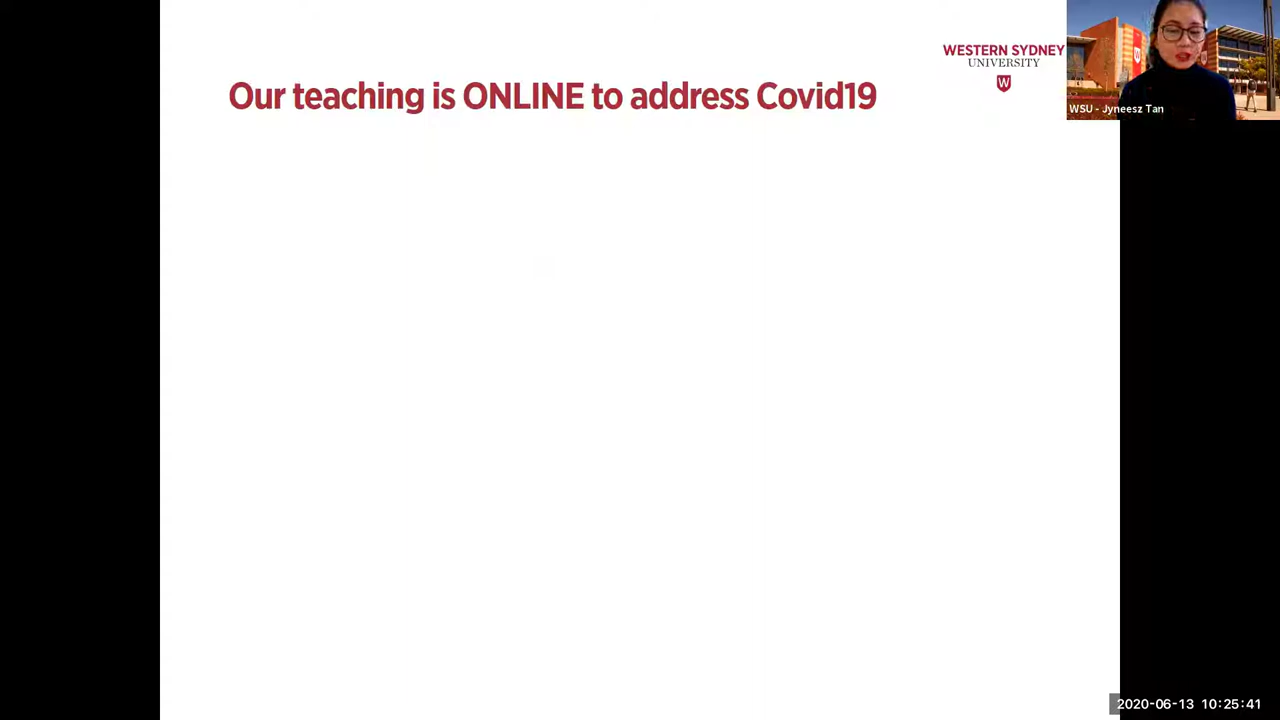 WESTERN SYDNEY
UNIVERSITY
W
Our teaching is ONLINE to address Covid19
WSU - Jyneesz Tan
2020-06-13 10:25:41